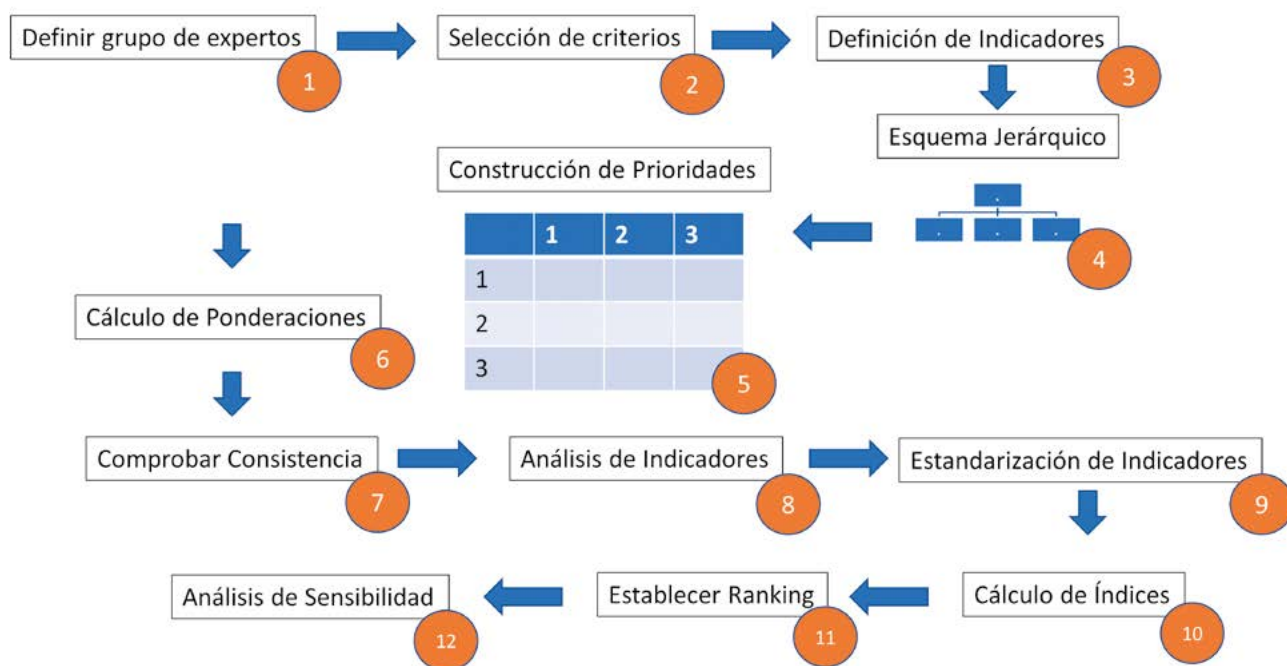 Definir grupo de expertos
1
Selección de criterios
2
Definición de Indicadores
3
Esquema Jerárquico
. 
. . .
4
Construcción de Prioridades
1 2 3
1
2
3
5
Cálculo de Ponderaciones
6
Comprobar Consistencia
7
Análisis de Indicadores
8
Estandarización de Indicadores
9
Cálculo de Índices
10
Establecer Ranking
11
Análisis de Sensibilidad
12